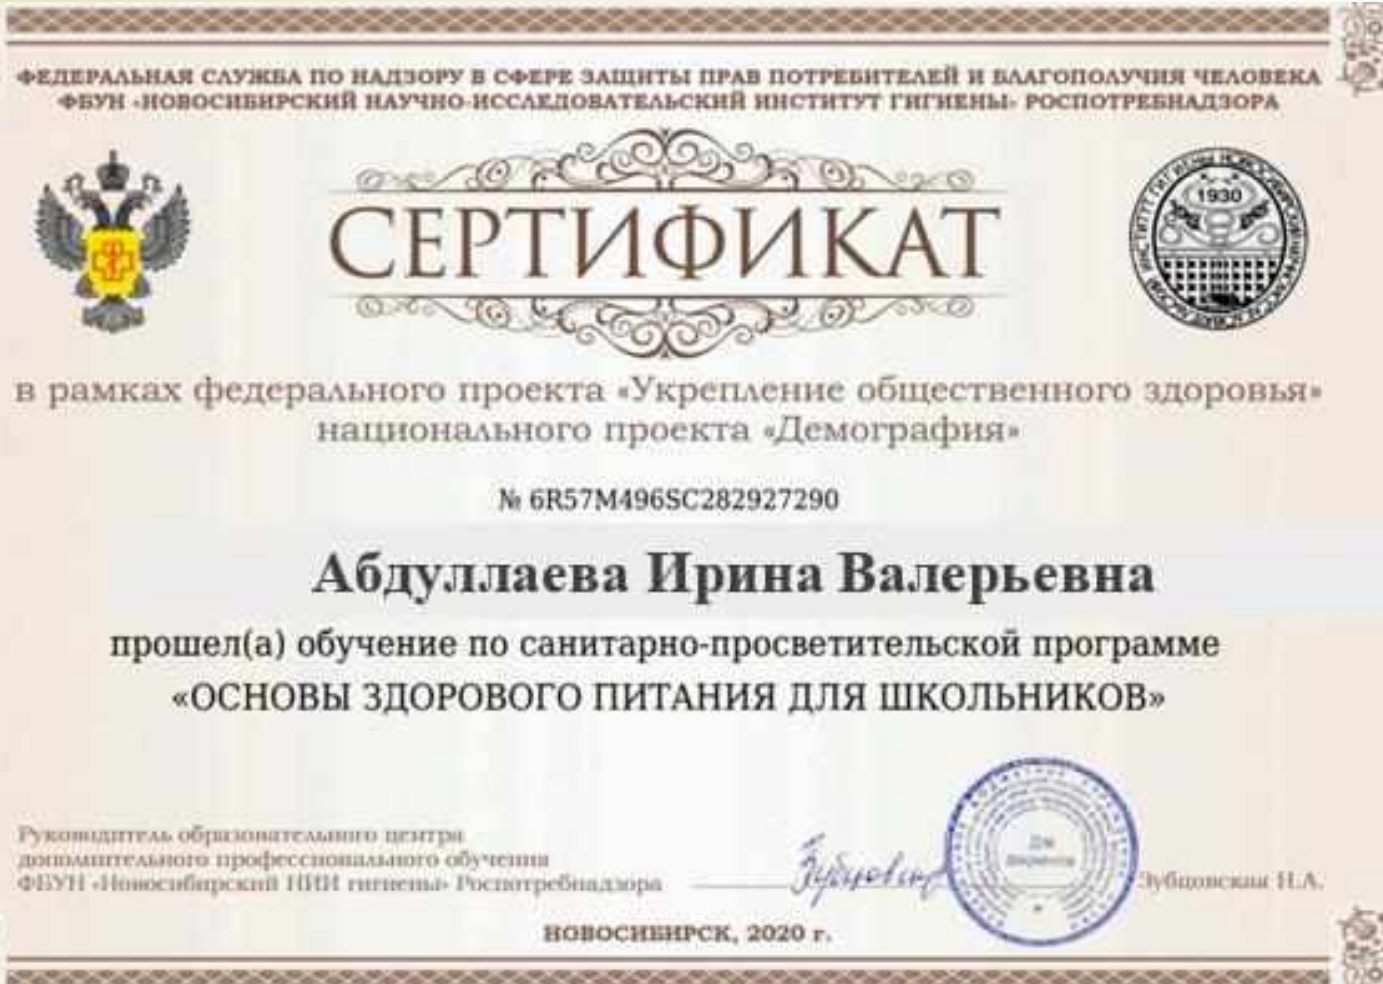 ФЕДЕРАЛЬНАЯ СЛУЖБА ПО НАДЗОРУ В СФЕРЕ ЗАЩИТЫ ПРАВ ПОТРЕБИТЕЛЕЙ И БЛАГОПОЛУЧИЯ ЧЕЛОВЕКА
ФБУН «НОВОСИБИРСКИЙ НАУЧНО-ИССЛЕДОВАТЕЛЬСКИЙ ИНСТИТУТ ГИГИЕНЫ» РОСПОТРЕБНАДЗОРА
1930
СЕРТИФИКАТ
в рамках федерального проекта «Укрепление общественного здоровья»
национального проекта «Демография»
№ 6R57M496SC282927290
Абдуллаева Ирина Валерьевна
прошел(а) обучение по санитарно-просветительской программе
«ОСНОВЫ ЗДОРОВОГО ПИТАНИЯ ДЛЯ ШКОЛЬНИКОВ»
Руководитель образовательного центра
дополнительного профессионального обучения
ФБУН «Новосибирский НИИ гигиены» Роспотребнадзора
Для документов
Зубцовская Н.А.
НОВОСИБИРСК, 2020 г.